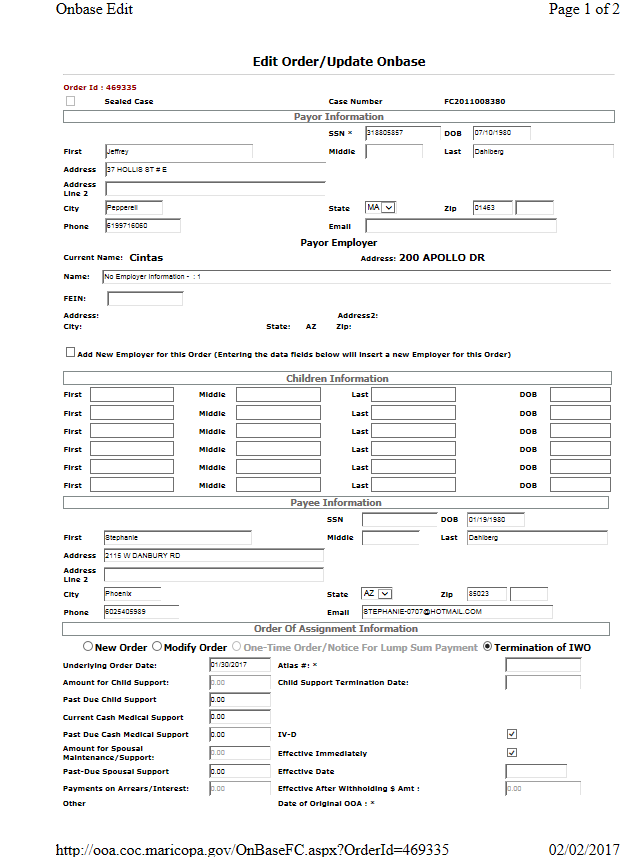 Onbase Edit Page 1 of 2
Edit Order/Update Onbase
Order Id : 469335
Sealed Case Case Number FC2011008380
Payor Information
SSN * 318805857 DOB 07/10/1980
First Jeffrey Middle Last Dahlberg
Address 37 HOLLIS ST # E
Address
Line 2
City Pepperell State MA Zip 01463
Phone 6199716060 Email
Payor Employer
Current Name: Cintas Address: 200 APOLLO DR
Name: No Employer Information - : 1
FEIN:
Address: Address2:
City: State: AZ Zip:
Add New Employer for this Order (Entering the data fields below will insert a new Employer for this Order)
Children Information
First Middle Last DOB
First Middle Last DOB
First Middle Last DOB
First Middle Last DOB
First Middle Last DOB
First Middle Last DOB
Payee Information
SSN DOB 01/19/1980
First Stephanie Middle Last Dahlberg
Address 2115 W DANBURY RD
Address
Line 2
City Phoenix State AZ Zip 85023
Phone 6025405989 Email STEPHANIE-0707@HOTMAIL.COM
Order Of Assignment Information
New Order Modify Order One-Time Order/Notice For Lump Sum Payment Termination of IWO
Underlying Order Date: 01/30/2017 Atlas #: *
Amount for Child Support: 0.00 Child Support Termination Date:
Past Due Child Support 0.00
Current Cash Medical Support 0.00
Past Due Cash Medical Support 0.00 IV-D
Amount for Spousal
Maintenance/Support: 0.00 Effective Immediately
Past-Due Spousal Support 0.00 Effective Date
Payments on Arrears/Interest: 0.00 Effective After Withholding $ Amt : 0.00
Other Date of Original OOA : *
http://ooa.coc.maricopa.gov/OnBaseFC.aspx?OrderId=469335 02/02/2017